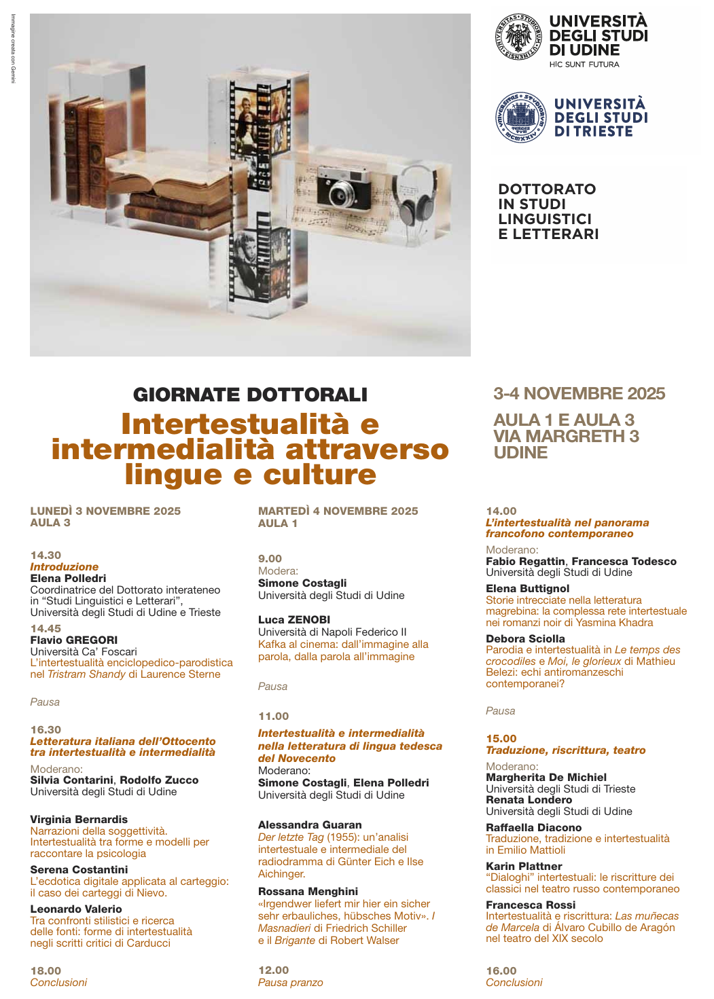 Immagine creata con Gemini
UNIVERSITÀ
DEGLI STUDI
DI UDINE
HIC SUNT FUTURA
UNIVERSITÀ
DEGLI STUDI
DI TRIESTE
DOTTORATO
IN STUDI
LINGUISTICI
E LETTERARI
GIORNATE DOTTORALI
Intertestualità e
intermedialità attraverso
lingue e culture
3-4 NOVEMBRE 2025
AULA 1 E AULA 3
VIA MARGRETH 3
UDINE
LUNEDÌ 3 NOVEMBRE 2025
AULA 3
14.30
Introduzione
Elena Polledri
Coordinatrice del Dottorato interateneo
in “Studi Linguistici e Letterari”,
Università degli Studi di Udine e Trieste
14.45
Flavio GREGORI
Università Ca’ Foscari
L’intertestualità enciclopedico-parodistica
nel Tristram Shandy di Laurence Sterne
Pausa
16.30
Letteratura italiana dell’Ottocento
tra intertestualità e intermedialità
Moderano:
Silvia Contarini, Rodolfo Zucco
Università degli Studi di Udine
Virginia Bernardis
Narrazioni della soggettività.
Intertestualità tra forme e modelli per
raccontare la psicologia
Serena Costantini
L’ecdotica digitale applicata al carteggio:
il caso dei carteggi di Nievo.
Leonardo Valerio
Tra confronti stilistici e ricerca
delle fonti: forme di intertestualità
negli scritti critici di Carducci
18.00
Conclusioni
MARTEDÌ 4 NOVEMBRE 2025
AULA 1
9.00
Modera:
Simone Costagli
Università degli Studi di Udine
Luca ZENOBI
Università di Napoli Federico II
Kafka al cinema: dall’immagine alla
parola, dalla parola all’immagine
Pausa
11.00
Intertestualità e intermedialità
nella letteratura di lingua tedesca
del Novecento
Moderano:
Simone Costagli, Elena Polledri
Università degli Studi di Udine
Alessandra Guaran
Der letzte Tag (1955): un’analisi
intertestuale e intermediale del
radiodramma di Günter Eich e Ilse
Aichinger.
Rossana Menghini
«Irgendwer liefert mir hier ein sicher
sehr erbauliches, hübsches Motiv». I
Masnadieri di Friedrich Schiller
e il Brigante di Robert Walser
12.00
Pausa pranzo
14.00
L’intertestualità nel panorama
francofono contemporaneo
Moderano:
Fabio Regattin, Francesca Todesco
Università degli Studi di Udine
Elena Buttignol
Storie intrecciate nella letteratura
magrebina: la complessa rete intertestuale
nei romanzi noir di Yasmina Khadra
Debora Sciolla
Parodia e intertestualità in Le temps des
crocodiles e Moi, le glorieux di Mathieu
Belezi: echi antiromanzeschi
contemporanei?
Pausa
15.00
Traduzione, riscrittura, teatro
Moderano:
Margherita De Michiel
Università degli Studi di Trieste
Renata Londero
Università degli Studi di Udine
Raffaella Diacono
Traduzione, tradizione e intertestualità
in Emilio Mattioli
Karin Plattner
“Dialoghi” intertestuali: le riscritture dei
classici nel teatro russo contemporaneo
Francesca Rossi
Intertestualità e riscrittura: Las muñecas
de Marcela di Álvaro Cubillo de Aragón
nel teatro del XIX secolo
16.00
Conclusioni